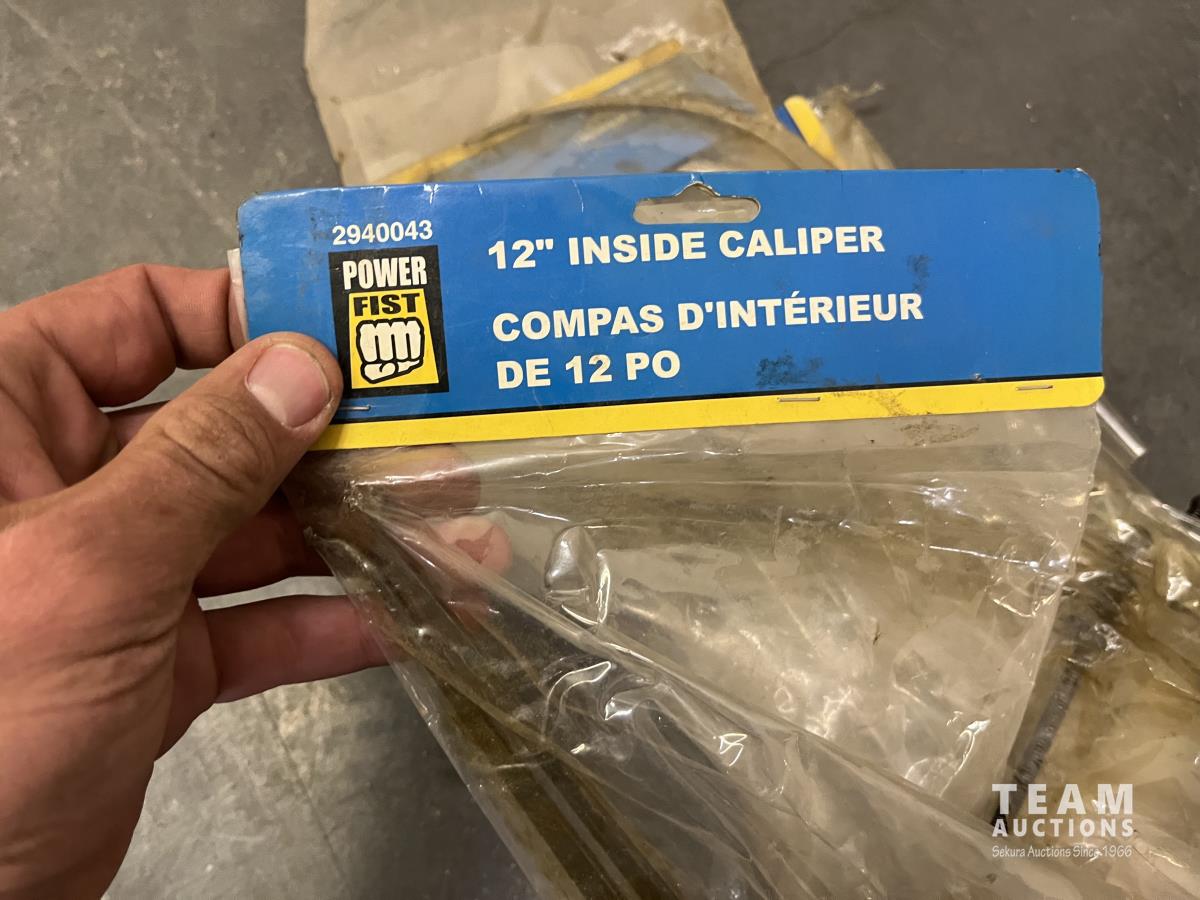 2940043
POWER
FIST
12" INSIDE CALIPER
COMPAS D'INTÉRIEUR
DE 12 PO
TEAM
AUCTIONS
Sekura Auctions Since 1966